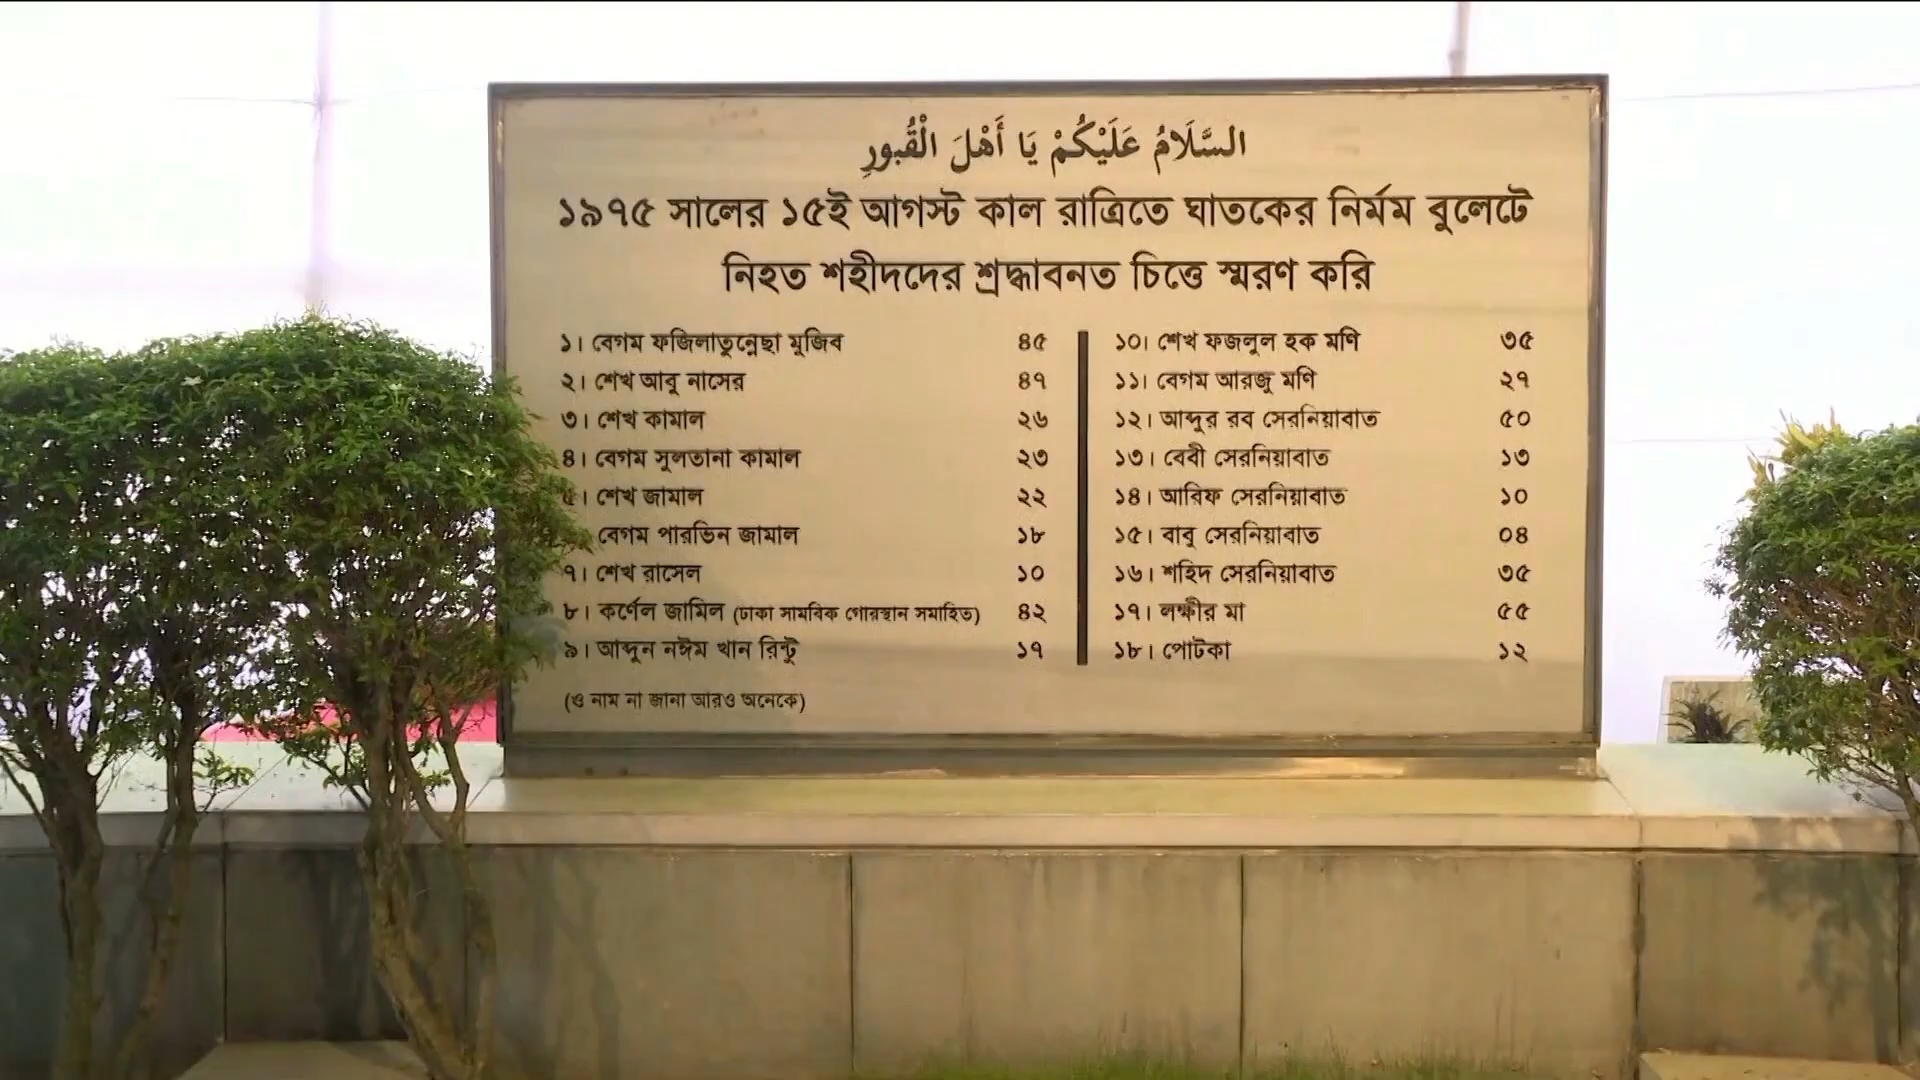 السَّلَامُ عَلَيْكُمْ يَا أَهْلَ الْقُبورِ
১৯৭৫ সালের ১৫ই আগস্ট কাল রাত্রিতে ঘাতকের নির্মম বুলেটে
নিহত শহীদদের শ্রদ্ধাবনত চিত্তে স্মরণ করি
১। বেগম ফজিলাতুন্নেছা মুজিব ৪৫
২। শেখ আবু নাসের ৪৭
৩। শেখ কামাল ২৬
৪। বেগম সুলতানা কামাল ২৩
৫। শেখ জামাল ২২
বেগম পারভিন জামাল ১৮
৭। শেখ রাসেল ১০
৮। কর্ণেল জামিল (ঢাকা সামবিক গোরস্থান সমাহিত) ৪২
৯। আব্দুন নঈম খান রিন্টু ১৭
(ও নাম না জানা আরও অনেকে)
১০। শেখ ফজলুল হক মণি ৩৫
১১। বেগম আরজু মণি ২৭
১২। আব্দুর রব সেরনিয়াবাত ৫০
১৩। বেবী সেরনিয়াবাত ১৩
১৪। আরিফ সেরনিয়াবাত ১০
১৫। বাবু সেরনিয়াবাত ০৪
১৬। শহিদ সেরনিয়াবাত ৩৫
১৭। লক্ষীর মা ৫৫
১৮। পোটকা ১২